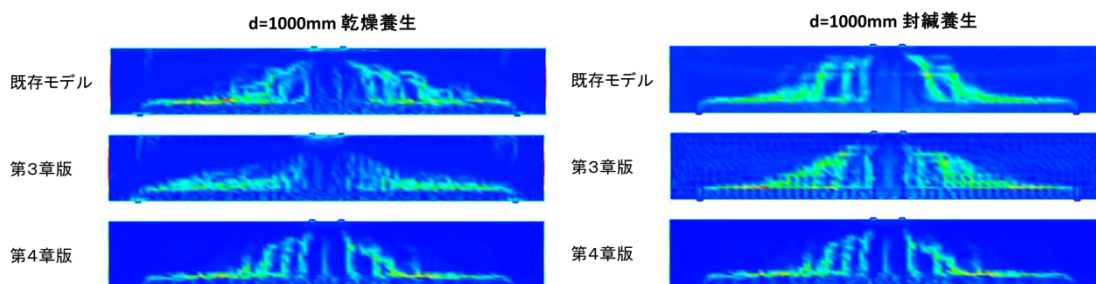 d=1000mm 乾燥養生
既存モデル
第3章版
第4章版
d=1000mm 封緘養生
既存モデル
第3章版
第4章版